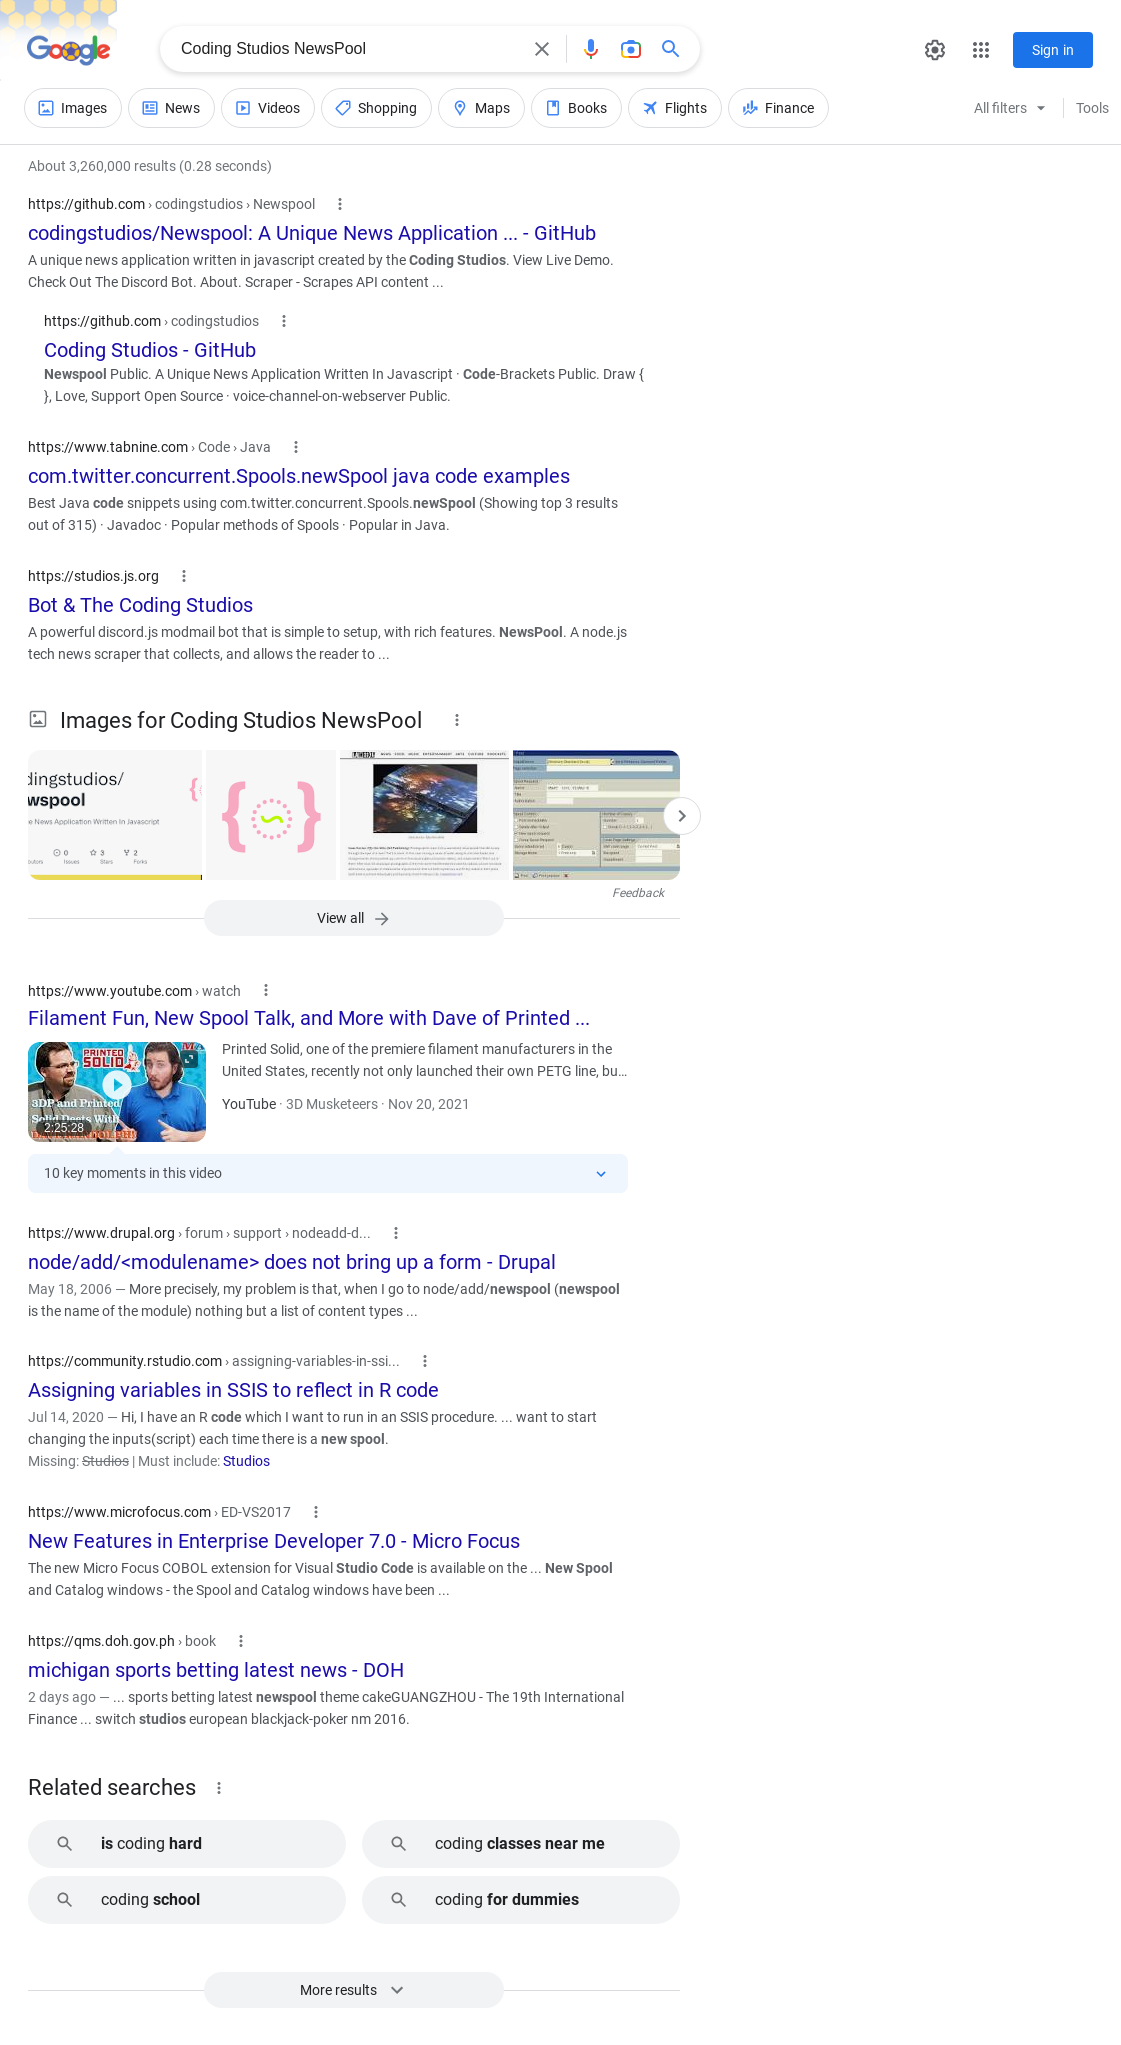 Google
Coding Studios NewsPool
Sign in
Images
News
Videos
Shopping
Maps
Books
Flights
Finance
All filters
Tools
About 3,260,000 results (0.28 seconds)
https://github.com › codingstudios › Newspool
codingstudios/Newspool: A Unique News Application ... - GitHub
A unique news application written in javascript created by the Coding Studios. View Live Demo.
Check Out The Discord Bot. About. Scraper - Scrapes API content ...
https://github.com › codingstudios
Coding Studios - GitHub
Newspool Public. A Unique News Application Written In Javascript · Code-Brackets Public. Draw {
}, Love, Support Open Source · voice-channel-on-webserver Public.
https://www.tabnine.com › Code › Java
com.twitter.concurrent.Spools.newSpool java code examples
Best Java code snippets using com.twitter.concurrent.Spools.newSpool (Showing top 3 results
out of 315) · Javadoc · Popular methods of Spools · Popular in Java.
https://studios.js.org
Bot & The Coding Studios
A powerful discord.js modmail bot that is simple to setup, with rich features. NewsPool. A node.js
tech news scraper that collects, and allows the reader to ...
Images for Coding Studios NewsPool
dingstudios/
wspool
e News Application Written In Javascript
0
Issues
3
Stars
2
Forks
{ }
Feedback
View all
https://www.youtube.com › watch
Filament Fun, New Spool Talk, and More with Dave of Printed ...
PRINTED
SOLID
3DP and Printed
Solid Deets With
2:25:28
Printed Solid, one of the premiere filament manufacturers in the
United States, recently not only launched their own PETG line, bu...
YouTube · 3D Musketeers · Nov 20, 2021
10 key moments in this video
https://www.drupal.org › forum › support › nodeadd-d...
node/add/<modulename> does not bring up a form - Drupal
May 18, 2006 — More precisely, my problem is that, when I go to node/add/newspool (newspool
is the name of the module) nothing but a list of content types ...
https://community.rstudio.com › assigning-variables-in-ssi...
Assigning variables in SSIS to reflect in R code
Jul 14, 2020 — Hi, I have an R code which I want to run in an SSIS procedure. ... want to start
changing the inputs(script) each time there is a new spool.
Missing: Studios | Must include: Studios
https://www.microfocus.com › ED-VS2017
New Features in Enterprise Developer 7.0 - Micro Focus
The new Micro Focus COBOL extension for Visual Studio Code is available on the ... New Spool
and Catalog windows - the Spool and Catalog windows have been ...
https://qms.doh.gov.ph › book
michigan sports betting latest news - DOH
2 days ago — ... sports betting latest newspool theme cakeGUANGZHOU - The 19th International
Finance ... switch studios european blackjack-poker nm 2016.
Related searches
is coding hard
coding classes near me
coding school
coding for dummies
More results